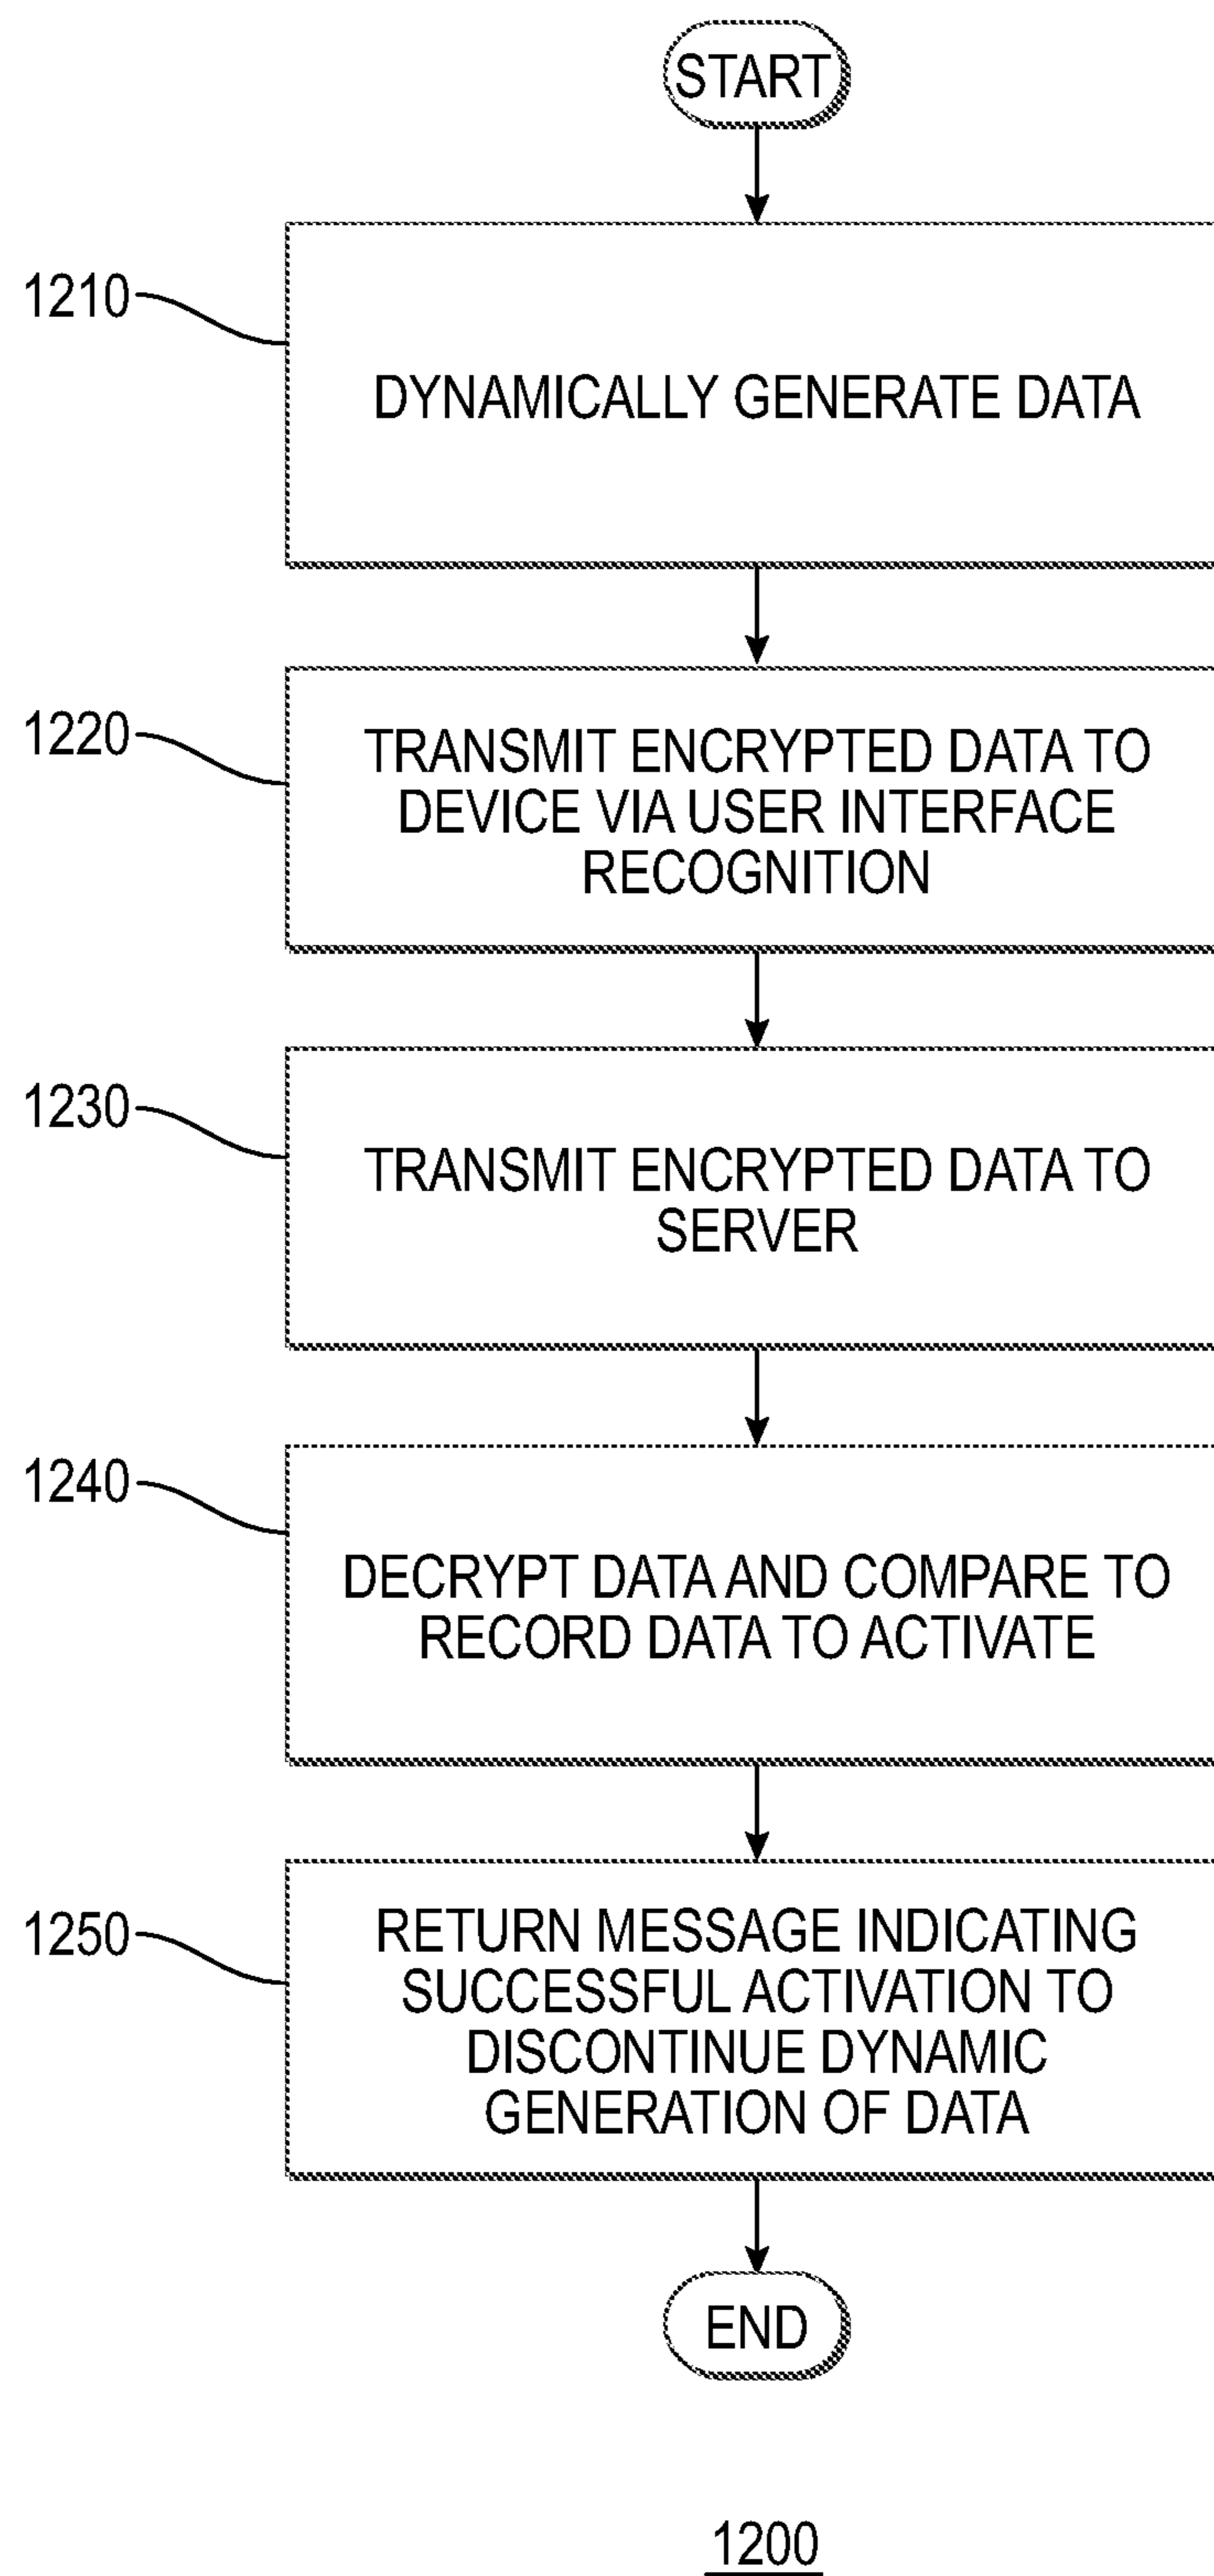 START
1210
DYNAMICALLY GENERATE DATA
1220
TRANSMIT ENCRYPTED DATA TO
DEVICE VIA USER INTERFACE
RECOGNITION
1230
TRANSMIT ENCRYPTED DATA TO
SERVER
1240
DECRYPT DATA AND COMPARE TO
RECORD DATA TO ACTIVATE
1250
RETURN MESSAGE INDICATING
SUCCESSFUL ACTIVATION TO
DISCONTINUE DYNAMIC
GENERATION OF DATA
END
1200